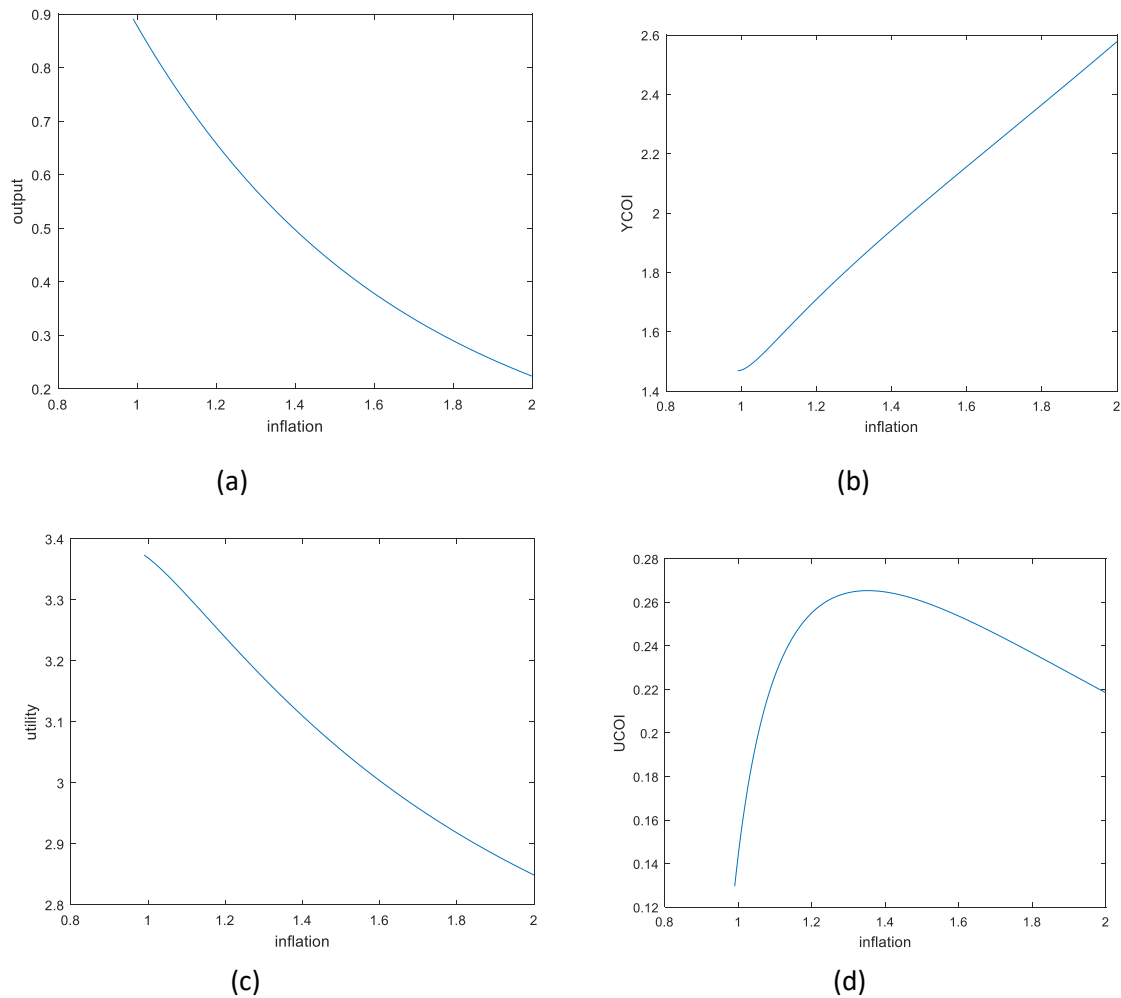 0.9
0.8
0.7
0.6
0.5
0.4
0.3
0.2
output
0.8 1 1.2 1.4 1.6 1.8 2
inflation
(a)
2.6
2.4
2.2
2
1.8
1.6
1.4
YCOI
0.8 1 1.2 1.4 1.6 1.8 2
inflation
(b)
3.4
3.3
3.2
3.1
3
2.9
2.8
utility
0.8 1 1.2 1.4 1.6 1.8 2
inflation
(c)
0.28
0.26
0.24
0.22
0.2
0.18
0.16
0.14
0.12
UCOI
0.8 1 1.2 1.4 1.6 1.8 2
inflation
(d)